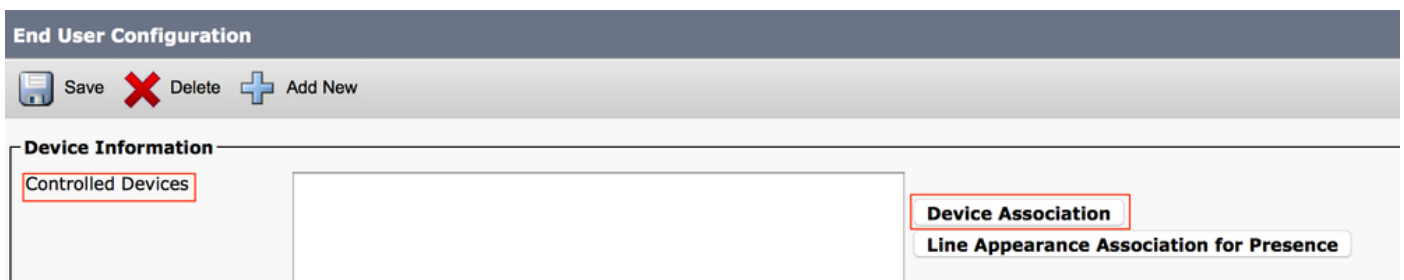 End User Configuration
Save Delete Add New
Device Information
Controlled Devices
Device Association
Line Appearance Association for Presence